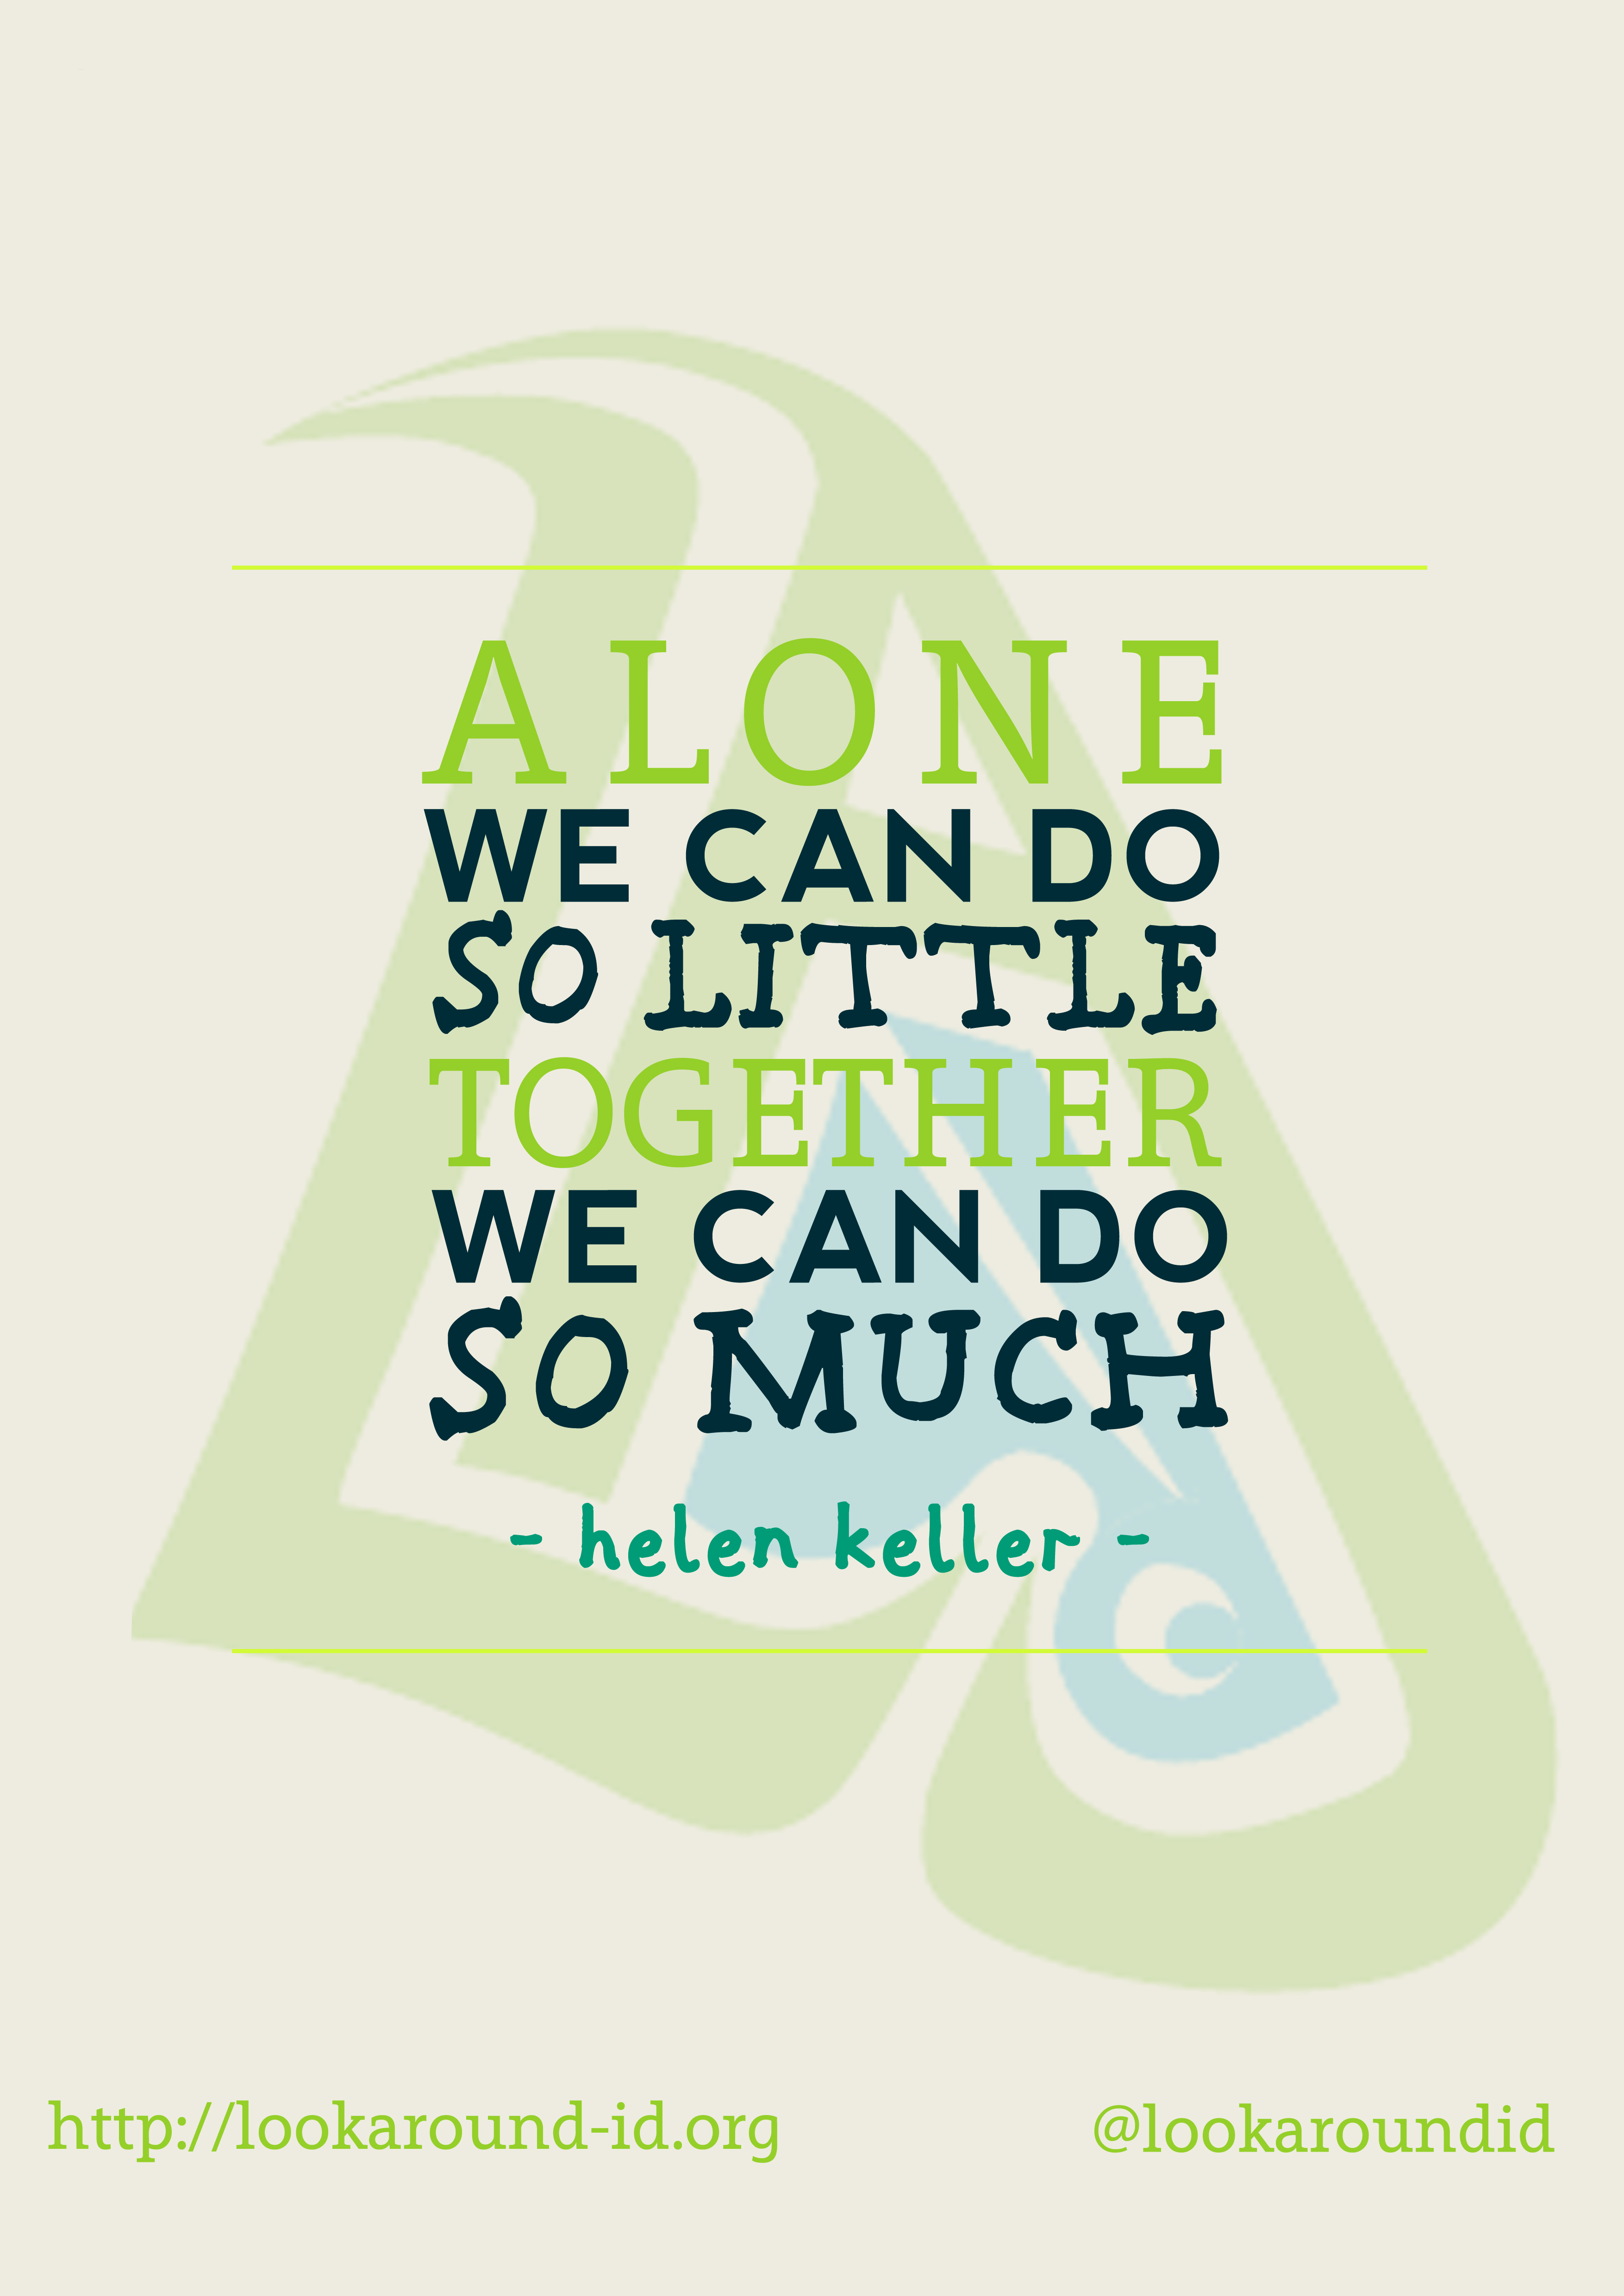 ALONE
WE CAN DO
SO LITTLE
TOGETHER
WE CAN DO
SO MUCH
- helen keller -
http://lookaround-id.org
@lookaroundid